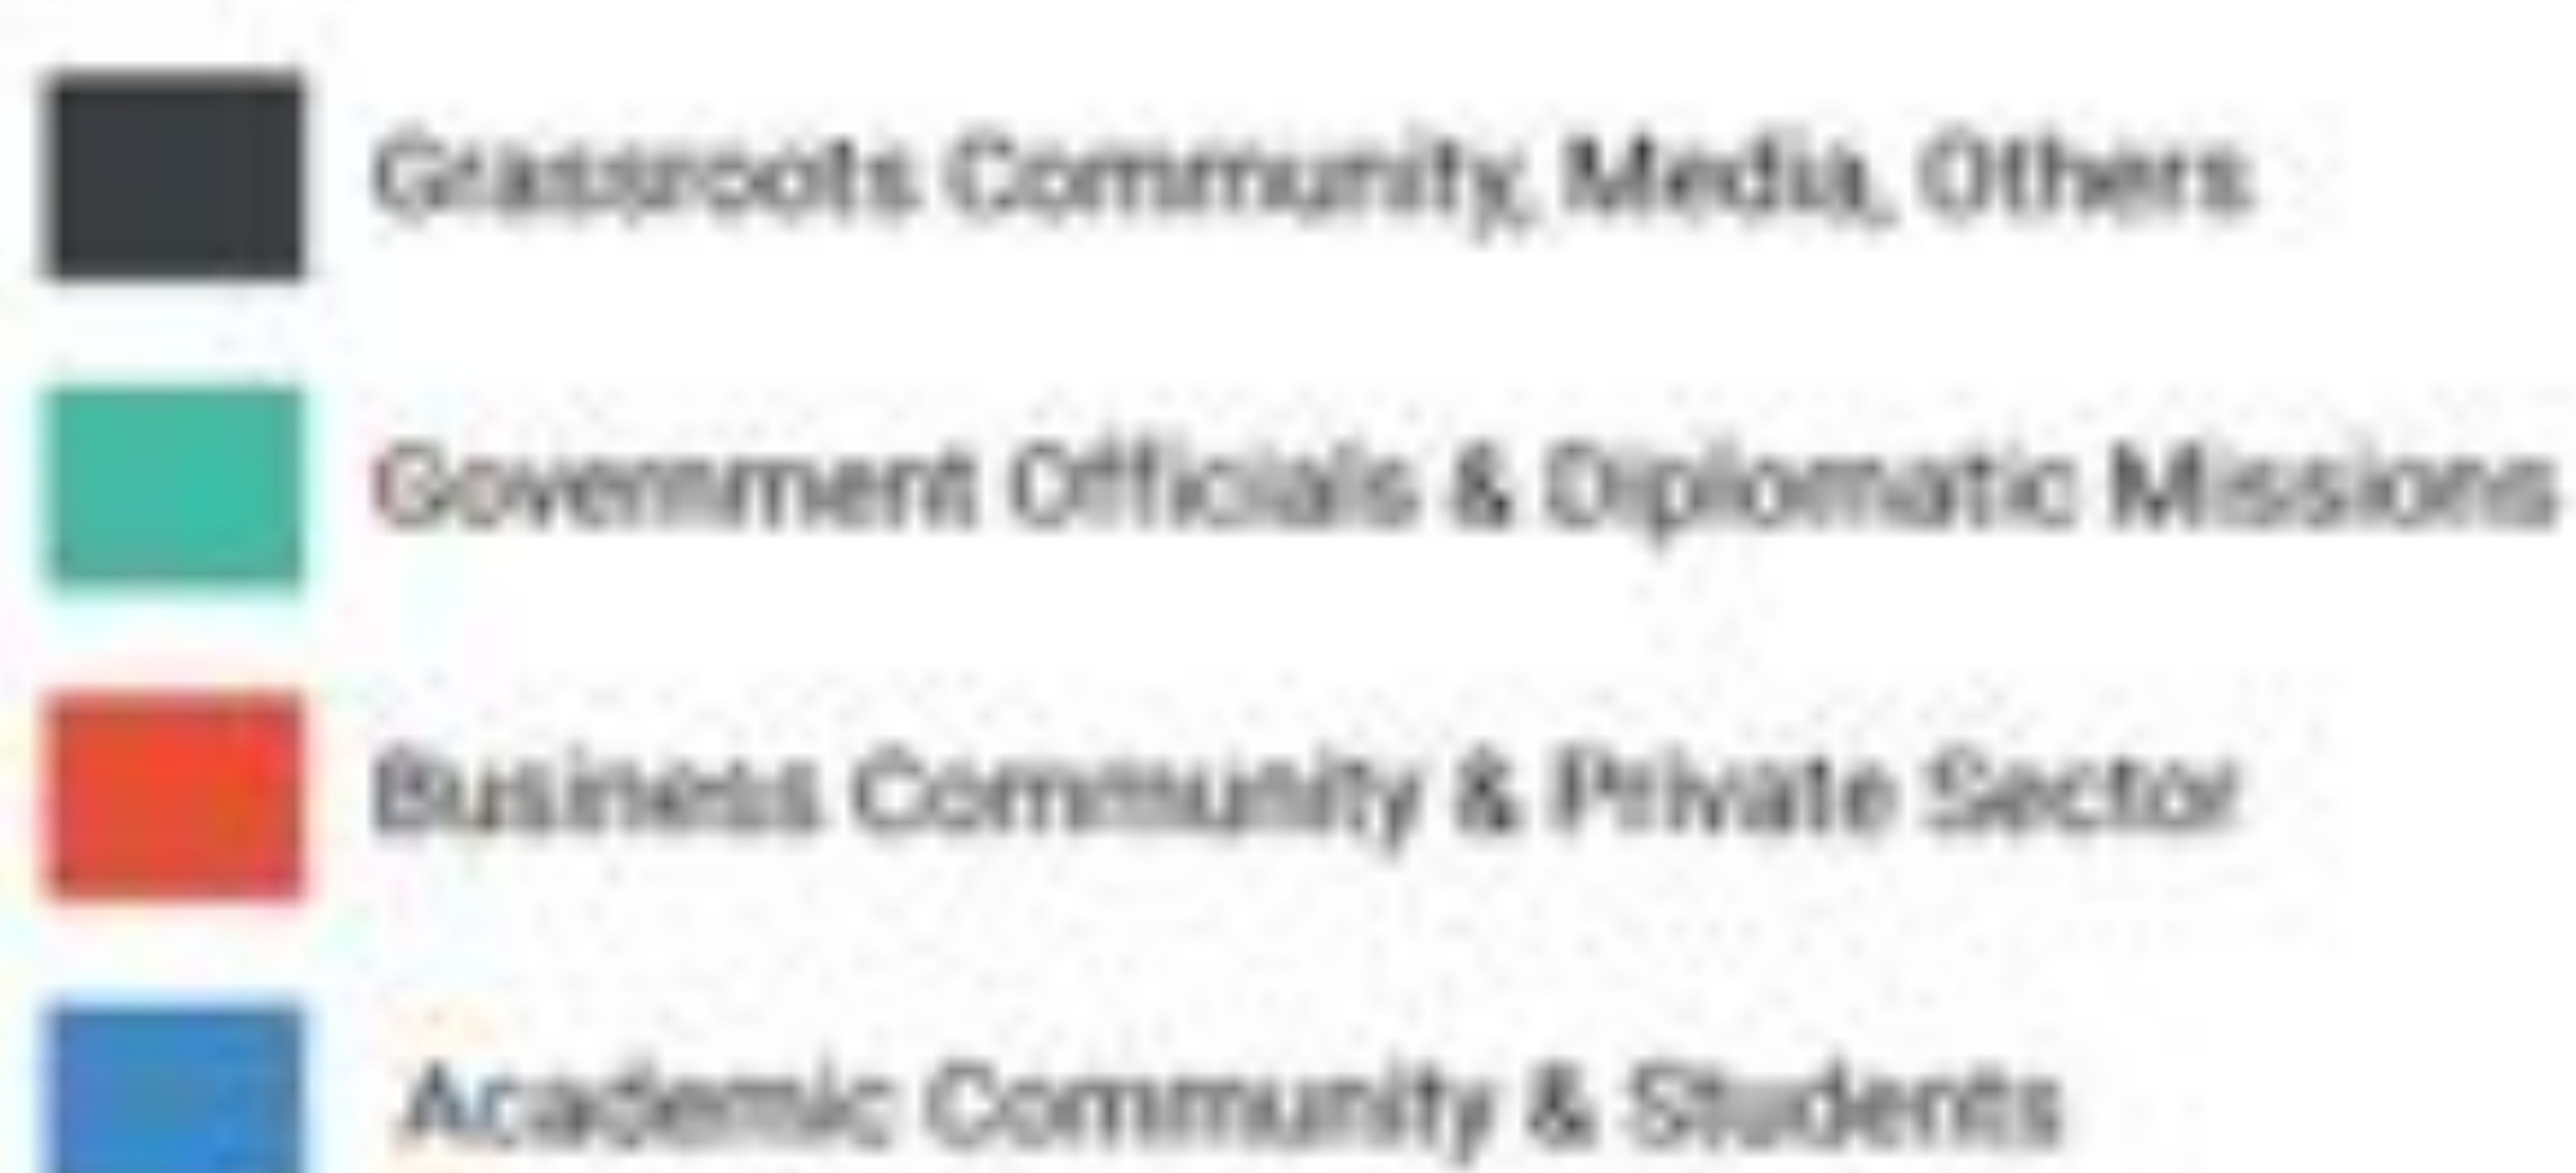 Grassroots Community, Media, Others
Government Officials & Diplomatic Missions
Business Community & Private Sector
Academic Community & Students